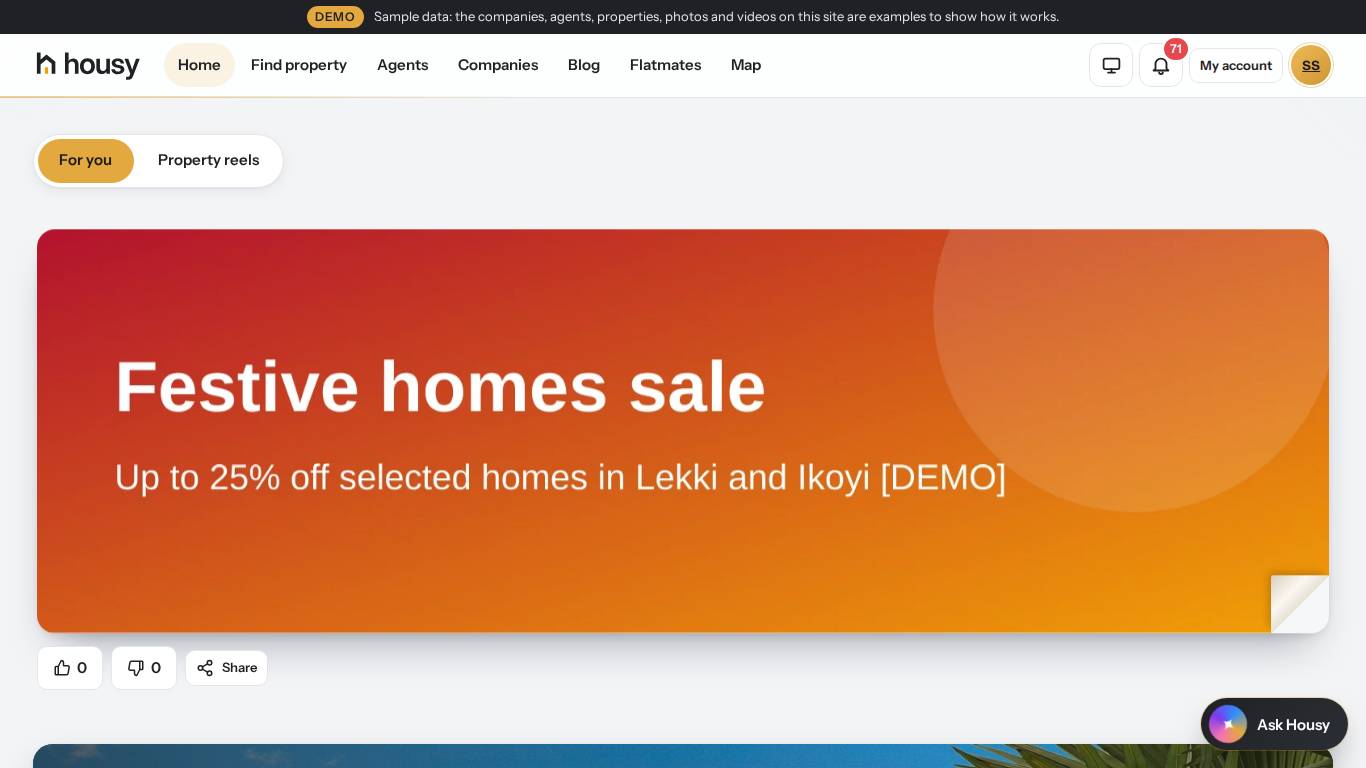 DEMO Sample data: the companies, agents, properties, photos and videos on this site are examples to show how it works.
housy Home Find property Agents Companies Blog Flatmates Map 71 My account SS
For you Property reels
Festive homes sale
Up to 25% off selected homes in Lekki and Ikoyi [DEMO]
0 0 Share
Ask Housy